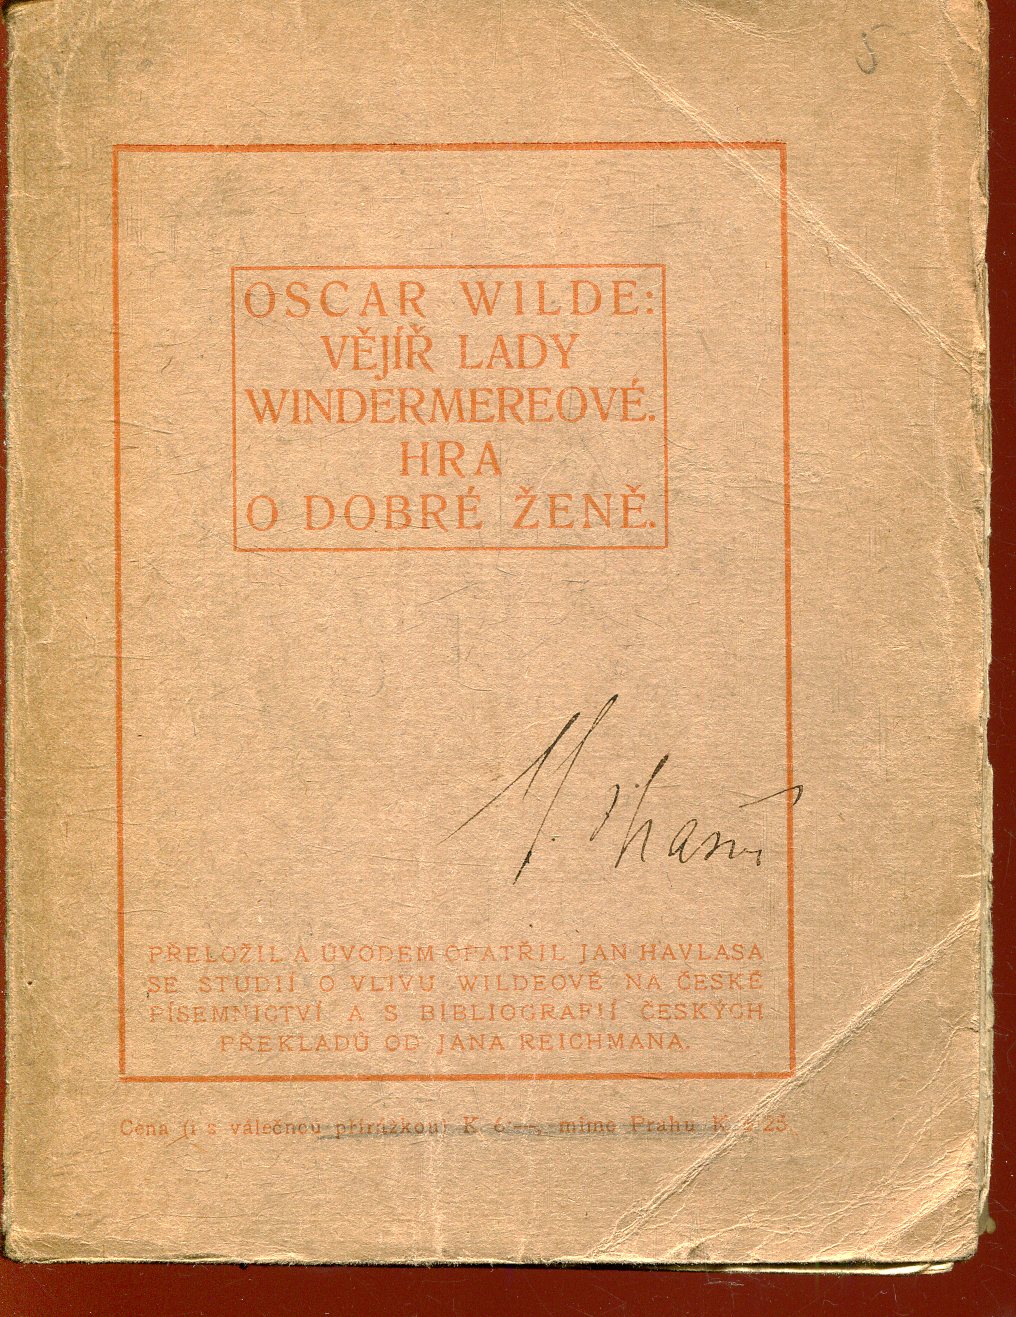 5
OSCAR WILDE:
VĚJÍŘ LADY
WINDERMEREOVÉ.
HRA
O DOBRÉ ŽENĚ.
PŘELOŽIL A ÚVODEM OPATŘIL JAN HAVLASA
SE STUDIÍ O VLIVU WILDEOVĚ NA ČESKÉ
PÍSEMNICTVÍ A S BIBLIOGRAFIÍ ČESKÝCH
PŘEKLADŮ OD JANA REICHMANA.
Cena (i s válečnou přirážkou) K 6·—, mimo Prahu K